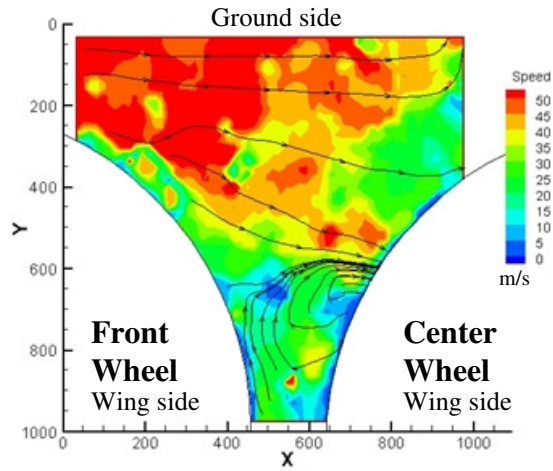 Ground side
0
200
400
600
800
1000
Y
0 200 400 600 800 1000
X
Speed
50
45
40
35
30
25
20
15
10
5
0
m/s
Front
Wheel
Wing side
Center
Wheel
Wing side